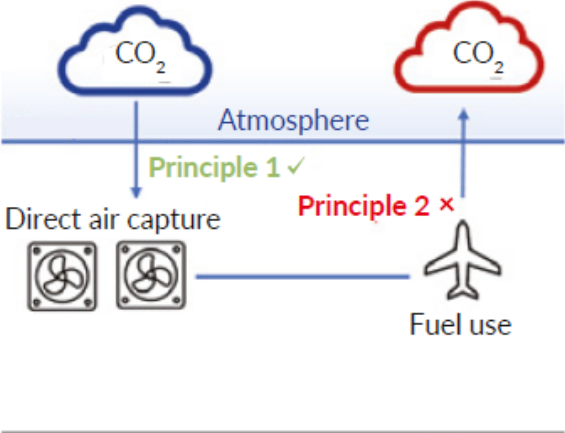 CO₂
CO₂
Atmosphere
Principle 1 ✓
Principle 2 ×
Direct air capture
Fuel use